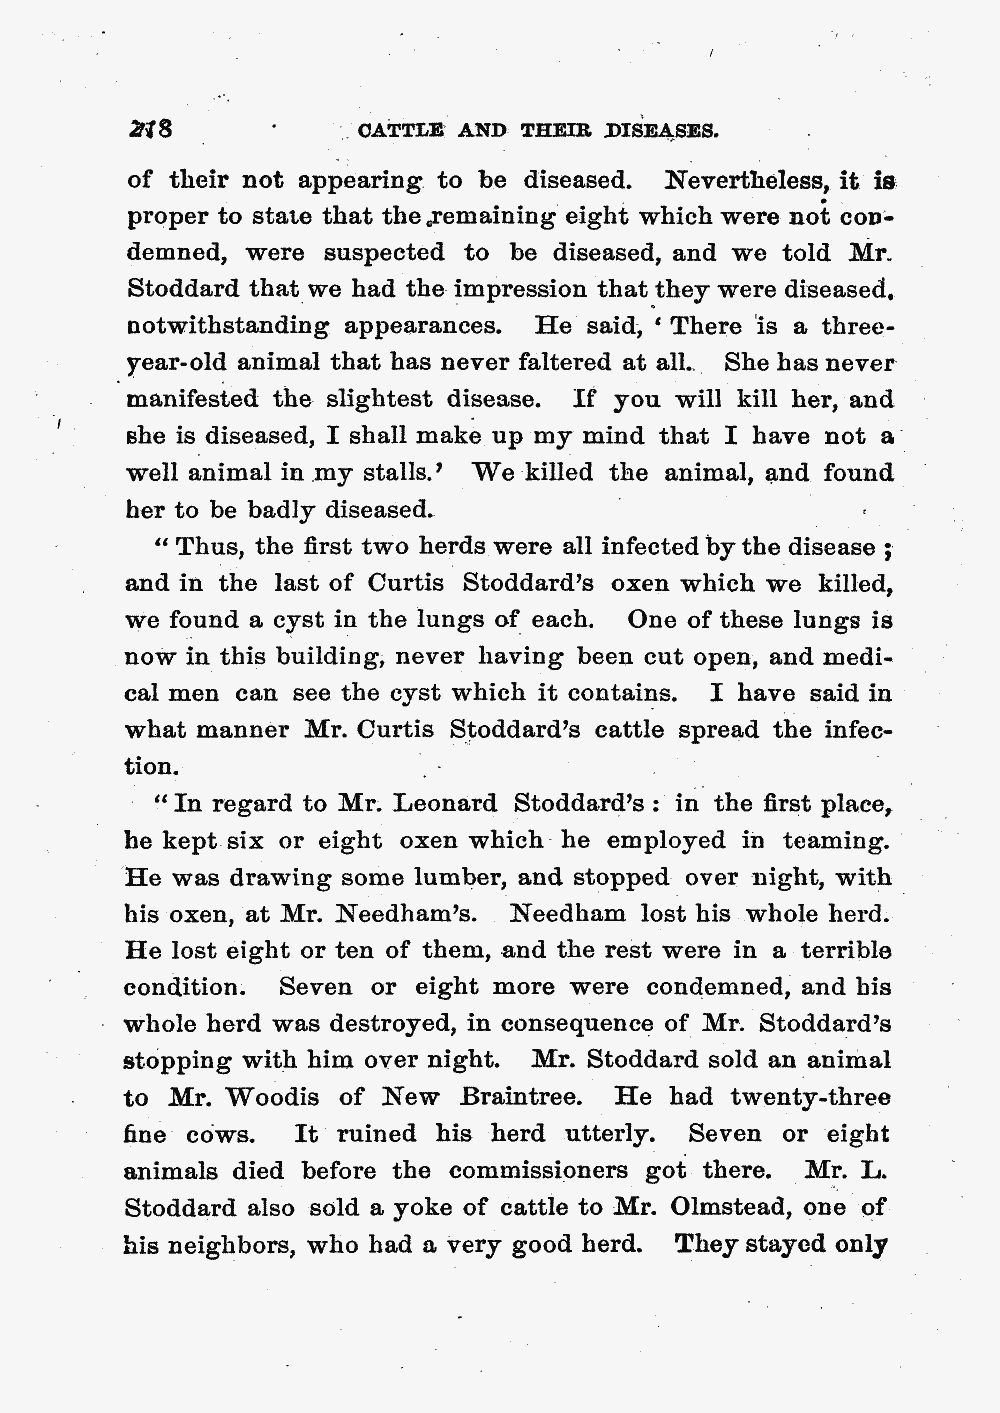 218 CATTLE AND THEIR DISEASES.
of their not appearing to be diseased. Nevertheless, it is
proper to state that the remaining eight which were not con-
demned, were suspected to be diseased, and we told Mr.
Stoddard that we had the impression that they were diseased,
notwithstanding appearances. He said, ‘ There is a three-
year-old animal that has never faltered at all. She has never
manifested the slightest disease. If you will kill her, and
she is diseased, I shall make up my mind that I have not a
well animal in my stalls.’ We killed the animal, and found
her to be badly diseased.
“ Thus, the first two herds were all infected by the disease ;
and in the last of Curtis Stoddard’s oxen which we killed,
we found a cyst in the lungs of each. One of these lungs is
now in this building, never having been cut open, and medi-
cal men can see the cyst which it contains. I have said in
what manner Mr. Curtis Stoddard’s cattle spread the infec-
tion.
“ In regard to Mr. Leonard Stoddard’s : in the first place,
he kept six or eight oxen which he employed in teaming.
He was drawing some lumber, and stopped over night, with
his oxen, at Mr. Needham’s. Needham lost his whole herd.
He lost eight or ten of them, and the rest were in a terrible
condition. Seven or eight more were condemned, and his
whole herd was destroyed, in consequence of Mr. Stoddard’s
stopping with him over night. Mr. Stoddard sold an animal
to Mr. Woodis of New Braintree. He had twenty-three
fine cows. It ruined his herd utterly. Seven or eight
animals died before the commissioners got there. Mr. L.
Stoddard also sold a yoke of cattle to Mr. Olmstead, one of
his neighbors, who had a very good herd. They stayed only